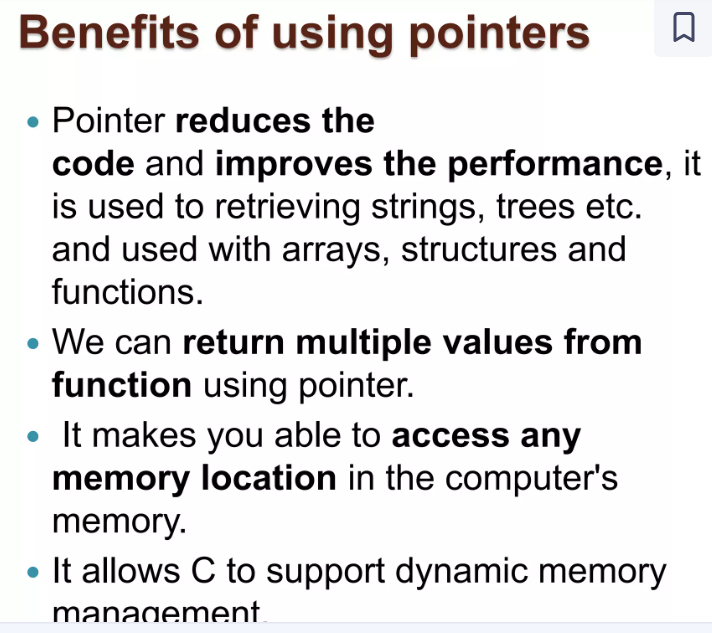 Benefits of using pointers
• Pointer reduces the
code and improves the performance, it
is used to retrieving strings, trees etc.
and used with arrays, structures and
functions.
• We can return multiple values from
function using pointer.
• It makes you able to access any
memory location in the computer's
memory.
• It allows C to support dynamic memory
management.